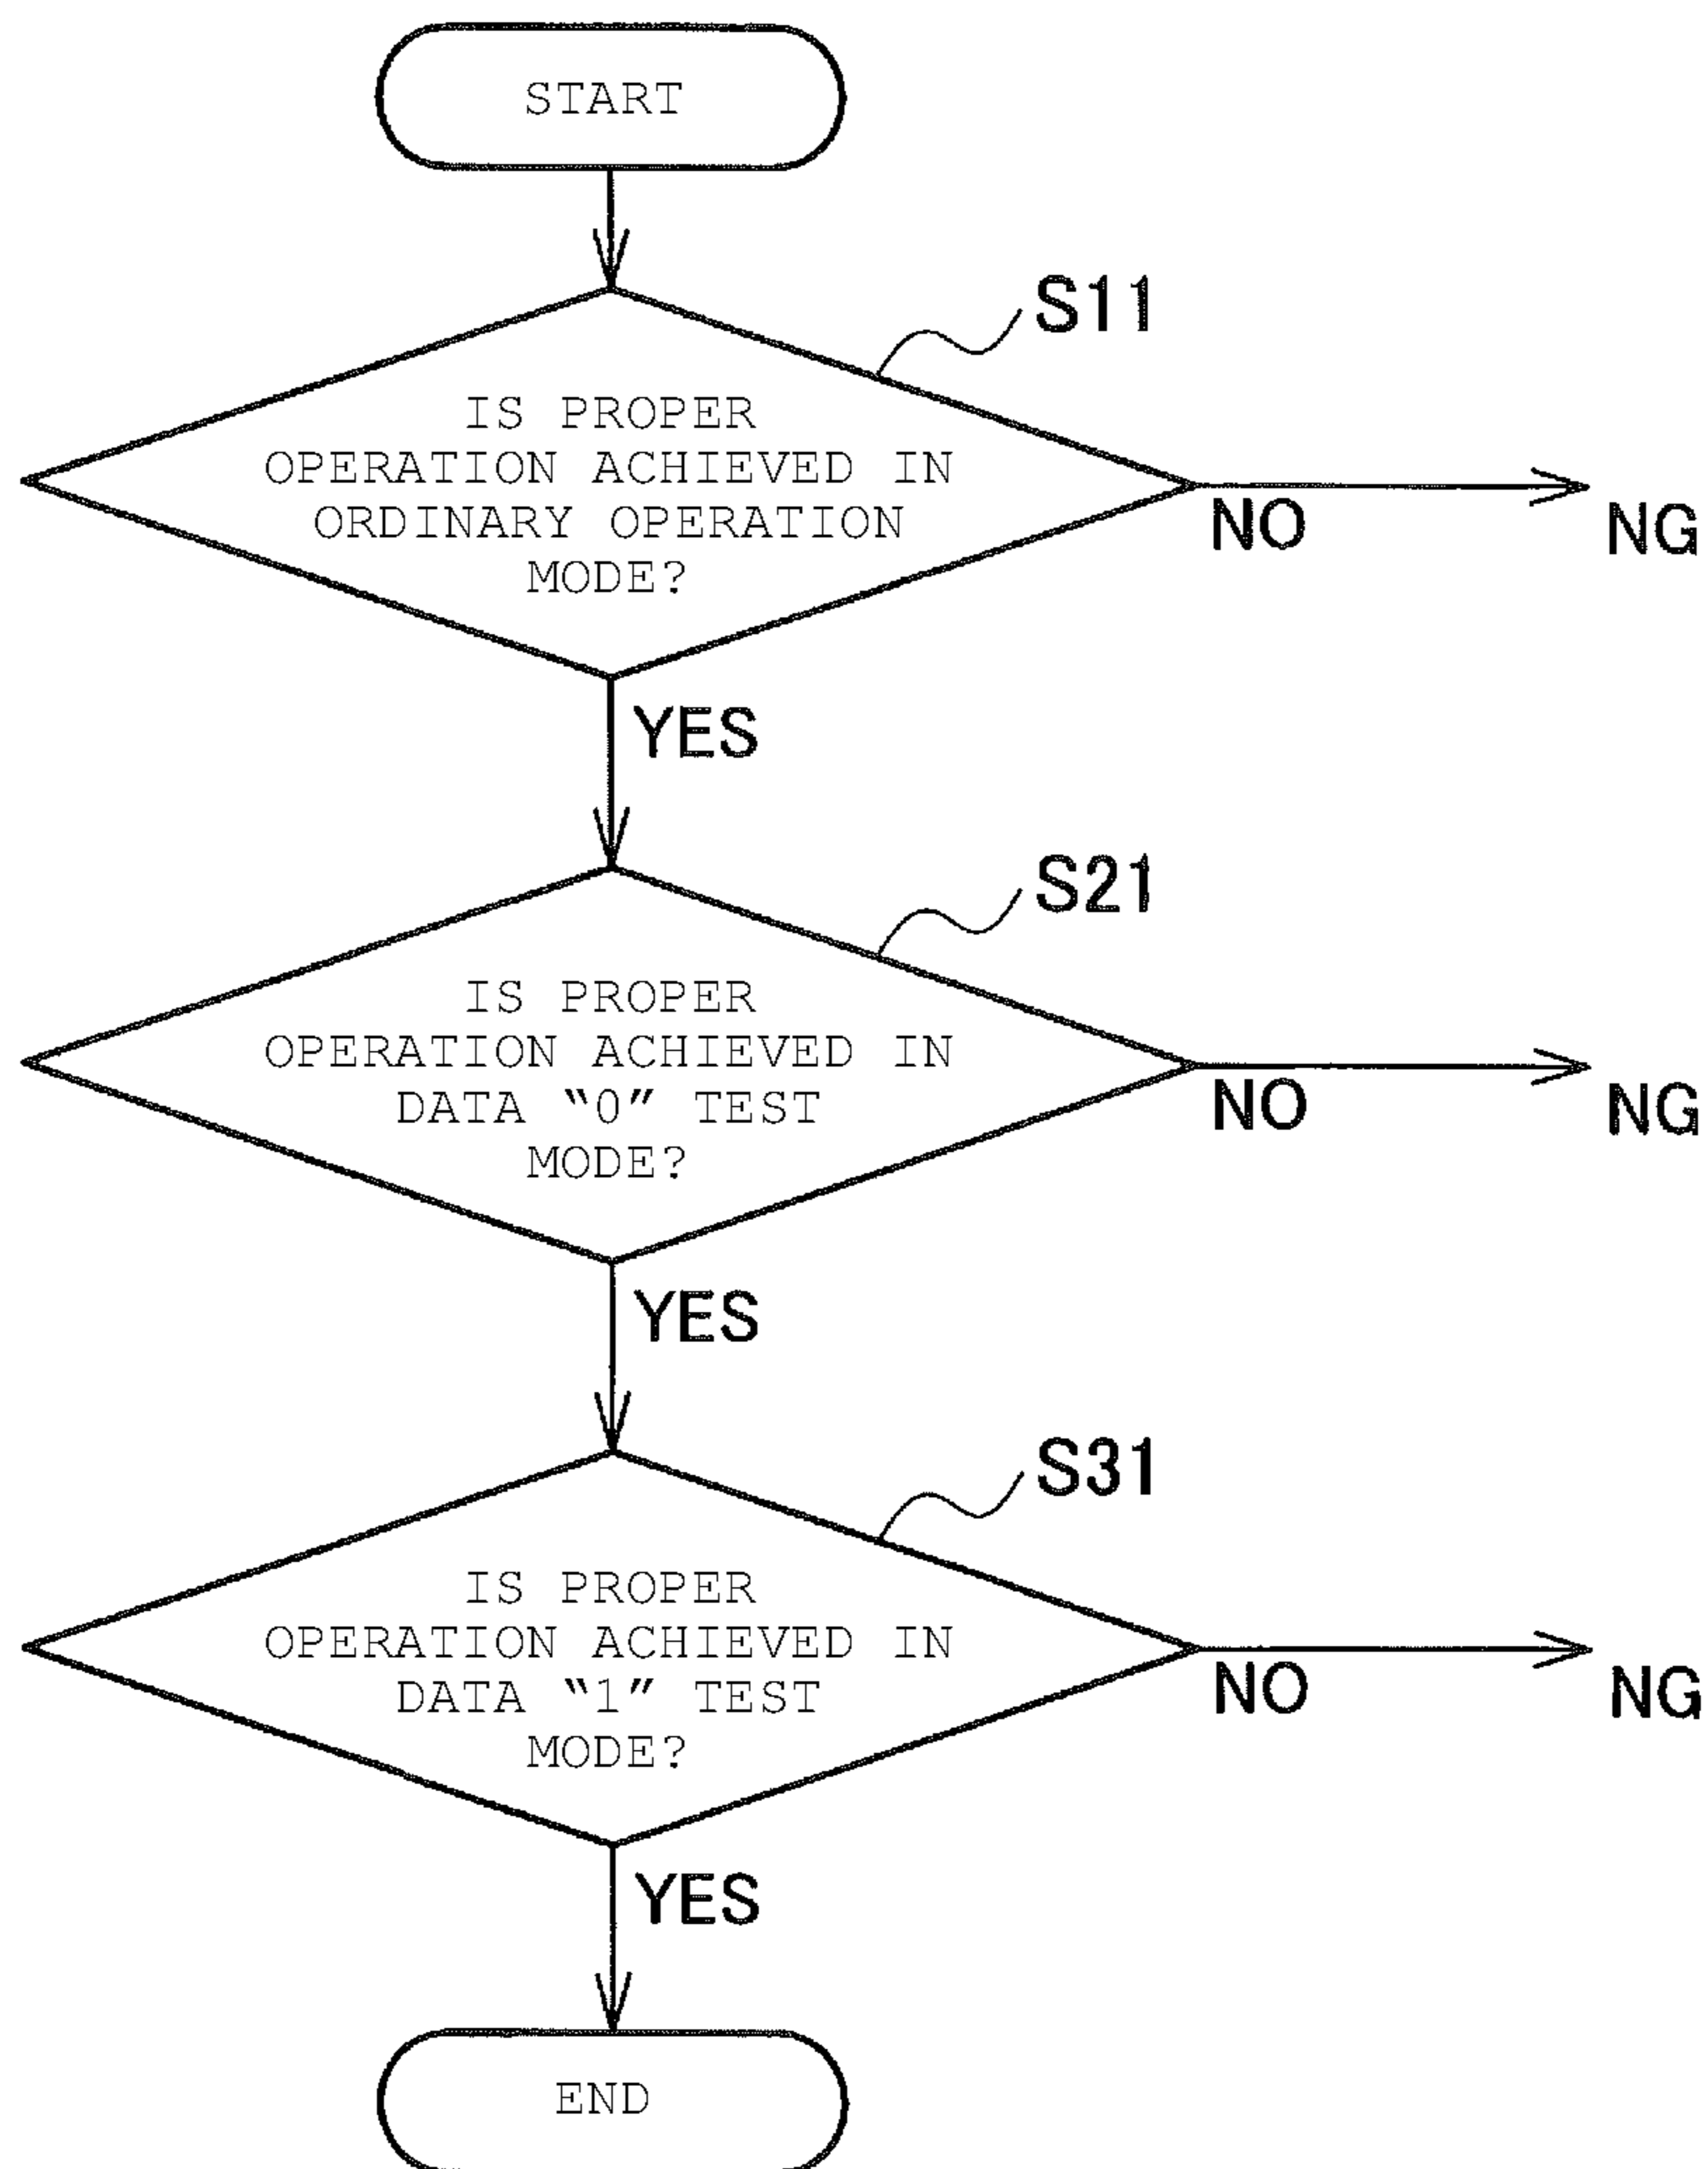 START
S11
IS PROPER
OPERATION ACHIEVED IN
ORDINARY OPERATION
MODE?
NO
NG
YES
S21
IS PROPER
OPERATION ACHIEVED IN
DATA “0” TEST
MODE?
NO
NG
YES
S31
IS PROPER
OPERATION ACHIEVED IN
DATA “1” TEST
MODE?
NO
NG
YES
END